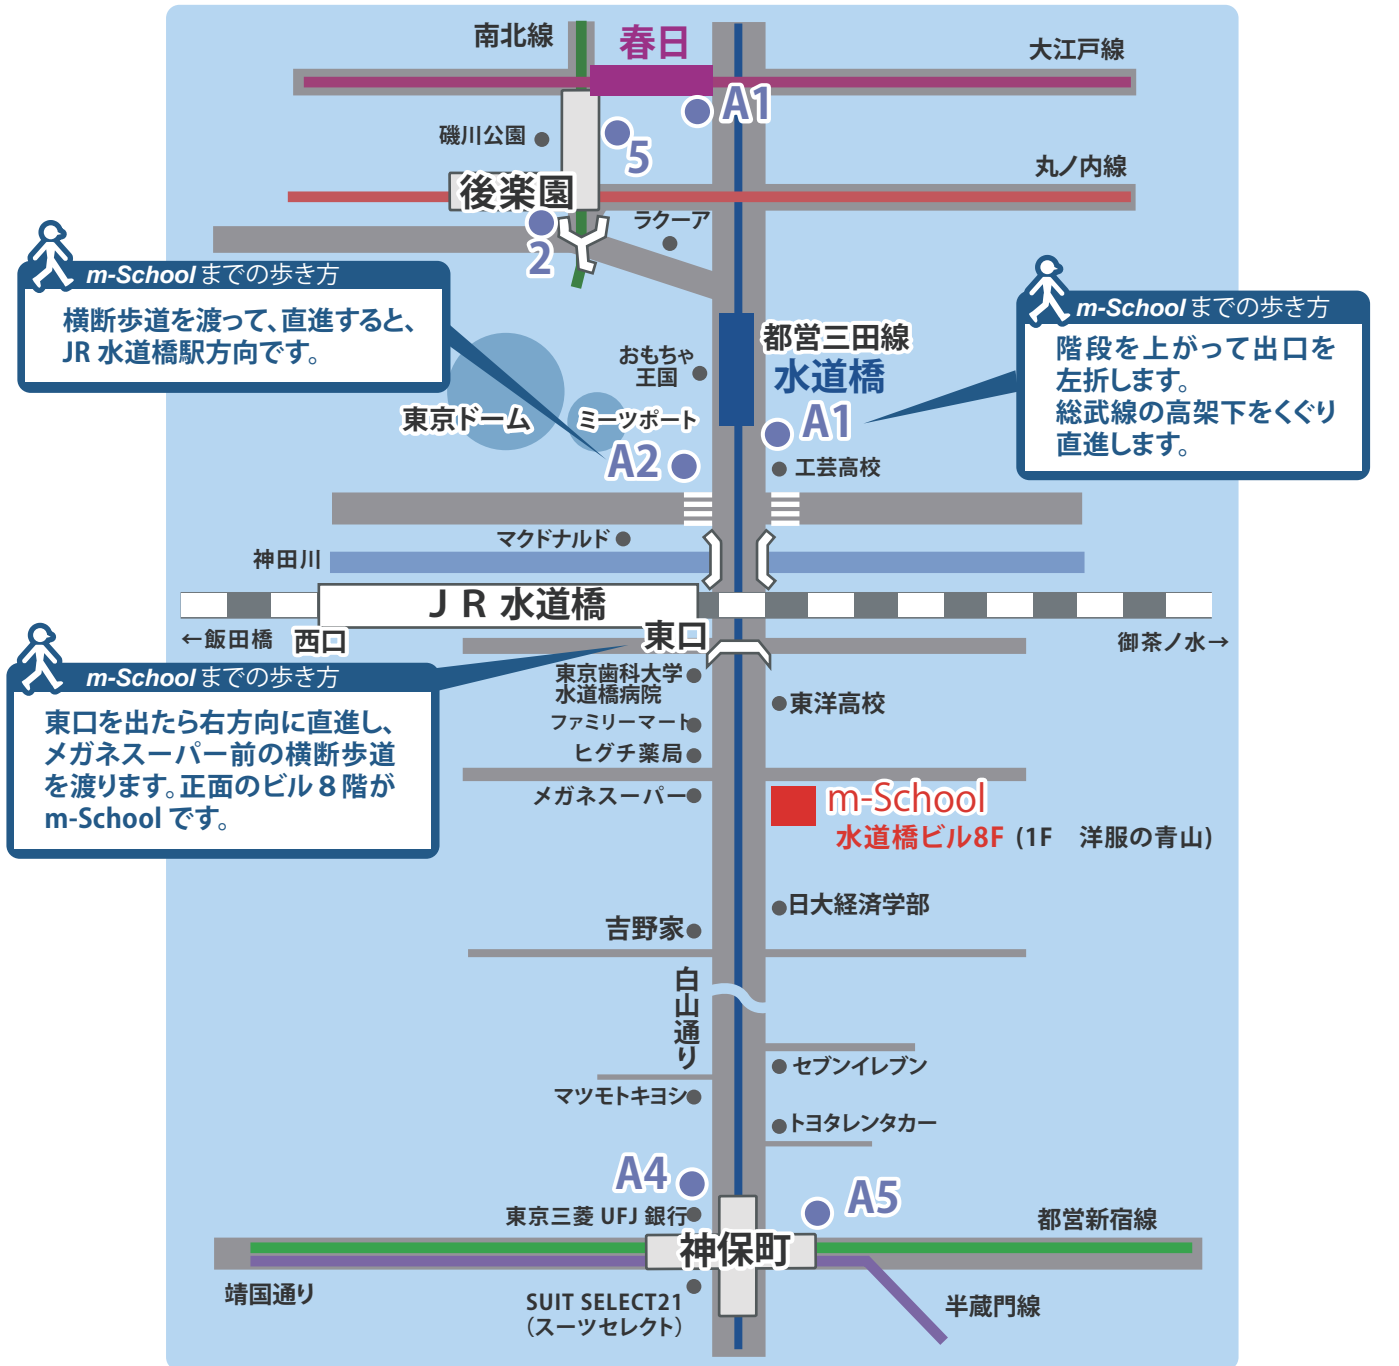 南北線
春日
大江戸線
A1
磯川公園
5
丸ノ内線
後楽園
2
ラクーア
m-Schoolまでの歩き方
横断歩道を渡って、直進すると、
JR 水道橋駅方向です。
m-Schoolまでの歩き方
階段を上がって出口を
左折します。
総武線の高架下をくぐり
直進します。
都営三田線
水道橋
おもちゃ
王国
東京ドーム
ミーツポート
A1
A2
工芸高校
マクドナルド
神田川
ＪＲ 水道橋
←飯田橋
西口
東口
御茶ノ水→
m-Schoolまでの歩き方
東口を出たら右方向に直進し、
メガネスーパー前の横断歩道
を渡ります。正面のビル８階が
m-School です。
東京歯科大学
水道橋病院
東洋高校
ファミリーマート
ヒグチ薬局
メガネスーパー
m-School
水道橋ビル8F (1F　洋服の青山)
日大経済学部
吉野家
白山通り
セブンイレブン
マツモトキヨシ
トヨタレンタカー
A4
A5
東京三菱 UFJ 銀行
都営新宿線
神保町
靖国通り
SUIT SELECT21
（スーツセレクト）
半蔵門線